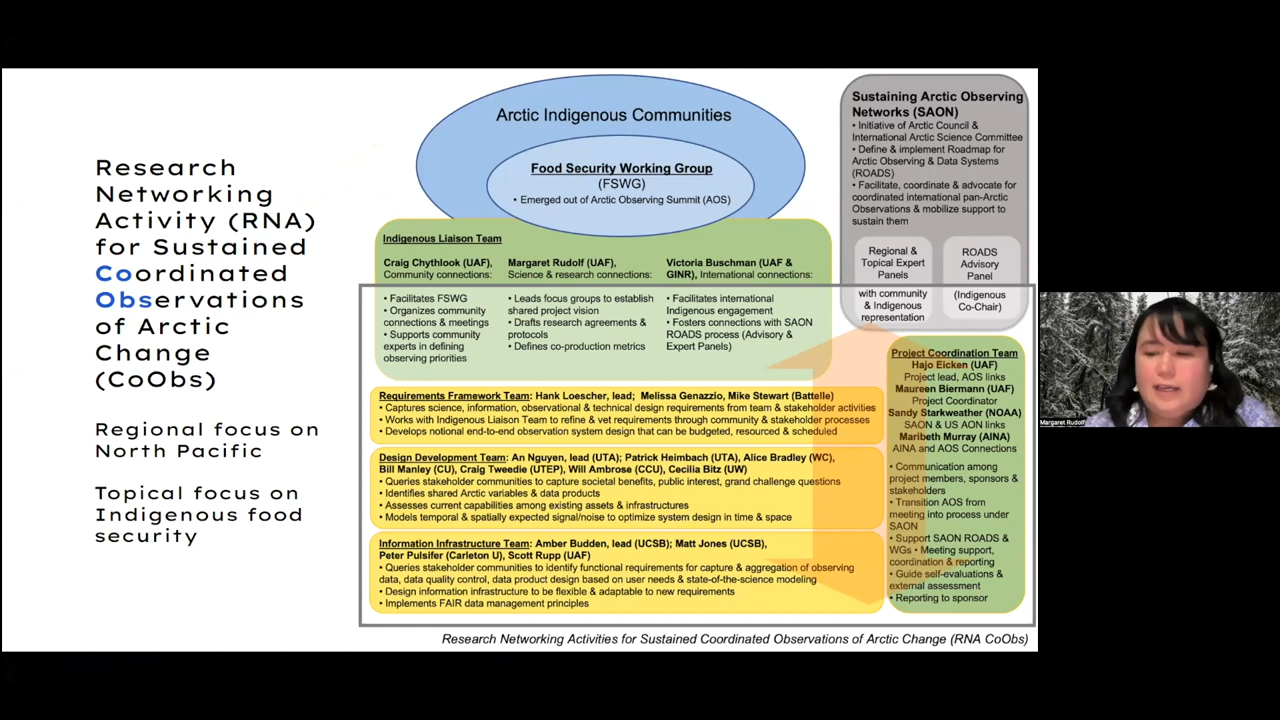 Research
Networking
Activity (RNA)
for Sustained
Coordinated
Observations
of Arctic
Change
(CoObs)
Regional focus on
North Pacific
Topical focus on
Indigenous food
security
Arctic Indigenous Communities
Food Security Working Group
(FSWG)
• Emerged out of Arctic Observing Summit (AOS)
Sustaining Arctic Observing
Networks (SAON)
• Initiative of Arctic Council &
International Arctic Science Committee
• Define & implement Roadmap for
Arctic Observing & Data Systems
(ROADS)
• Facilitate, coordinate & advocate for
coordinated international pan-Arctic
Observations & mobilize support to
sustain them
Regional &
Topical Expert
Panels
with community
& Indigenous
representation
ROADS
Advisory
Panel
(Indigenous
Co-Chair)
Indigenous Liaison Team
Craig Chythlook (UAF),
Community connections:
• Facilitates FSWG
• Organizes community
connections & meetings
• Supports community
experts in defining
observing priorities
Margaret Rudolf (UAF),
Science & research connections:
• Leads focus groups to establish
shared project vision
• Drafts research agreements &
protocols
• Defines co-production metrics
Victoria Buschman (UAF &
GINR), International connections:
• Facilitates international
Indigenous engagement
• Fosters connections with SAON
ROADS process (Advisory &
Expert Panels)
Requirements Framework Team: Hank Loescher, lead; Melissa Genazzio, Mike Stewart (Battelle)
• Captures science, information, observational & technical design requirements from team & stakeholder activities
• Works with Indigenous Liaison Team to refine & vet requirements through community & stakeholder processes
• Develops notional end-to-end observation system design that can be budgeted, resourced & scheduled
Design Development Team: An Nguyen, lead (UTA); Patrick Heimbach (UTA), Alice Bradley (WC),
Bill Manley (CU), Craig Tweedie (UTEP), Will Ambrose (CCU), Cecilia Bitz (UW)
• Queries stakeholder communities to capture societal benefits, public interest, grand challenge questions
• Identifies shared Arctic variables & data products
• Assesses current capabilities among existing assets & infrastructures
• Models temporal & spatially expected signal/noise to optimize system design in time & space
Information Infrastructure Team: Amber Budden, lead (UCSB); Matt Jones (UCSB),
Peter Pulsifer (Carleton U), Scott Rupp (UAF)
• Queries stakeholder communities to identify functional requirements for capture & aggregation of observing
data, data quality control, data product design based on user needs & state-of-the-science modeling
• Design information infrastructure to be flexible & adaptable to new requirements
• Implements FAIR data management principles
Project Coordination Team
Hajo Eicken (UAF)
Project lead, AOS links
Maureen Biermann (UAF)
Project Coordinator
Sandy Starkweather (NOAA)
SAON & US AON links
Maribeth Murray (AINA)
AINA and AOS Connections
• Communication among
project members, sponsors &
stakeholders
• Transition AOS from
meeting into process under
SAON
• Support SAON ROADS &
WGs • Meeting support,
coordination & reporting
• Guide self-evaluations &
external assessment
• Reporting to sponsor
Research Networking Activities for Sustained Coordinated Observations of Arctic Change (RNA CoObs)
Margaret Rudolf